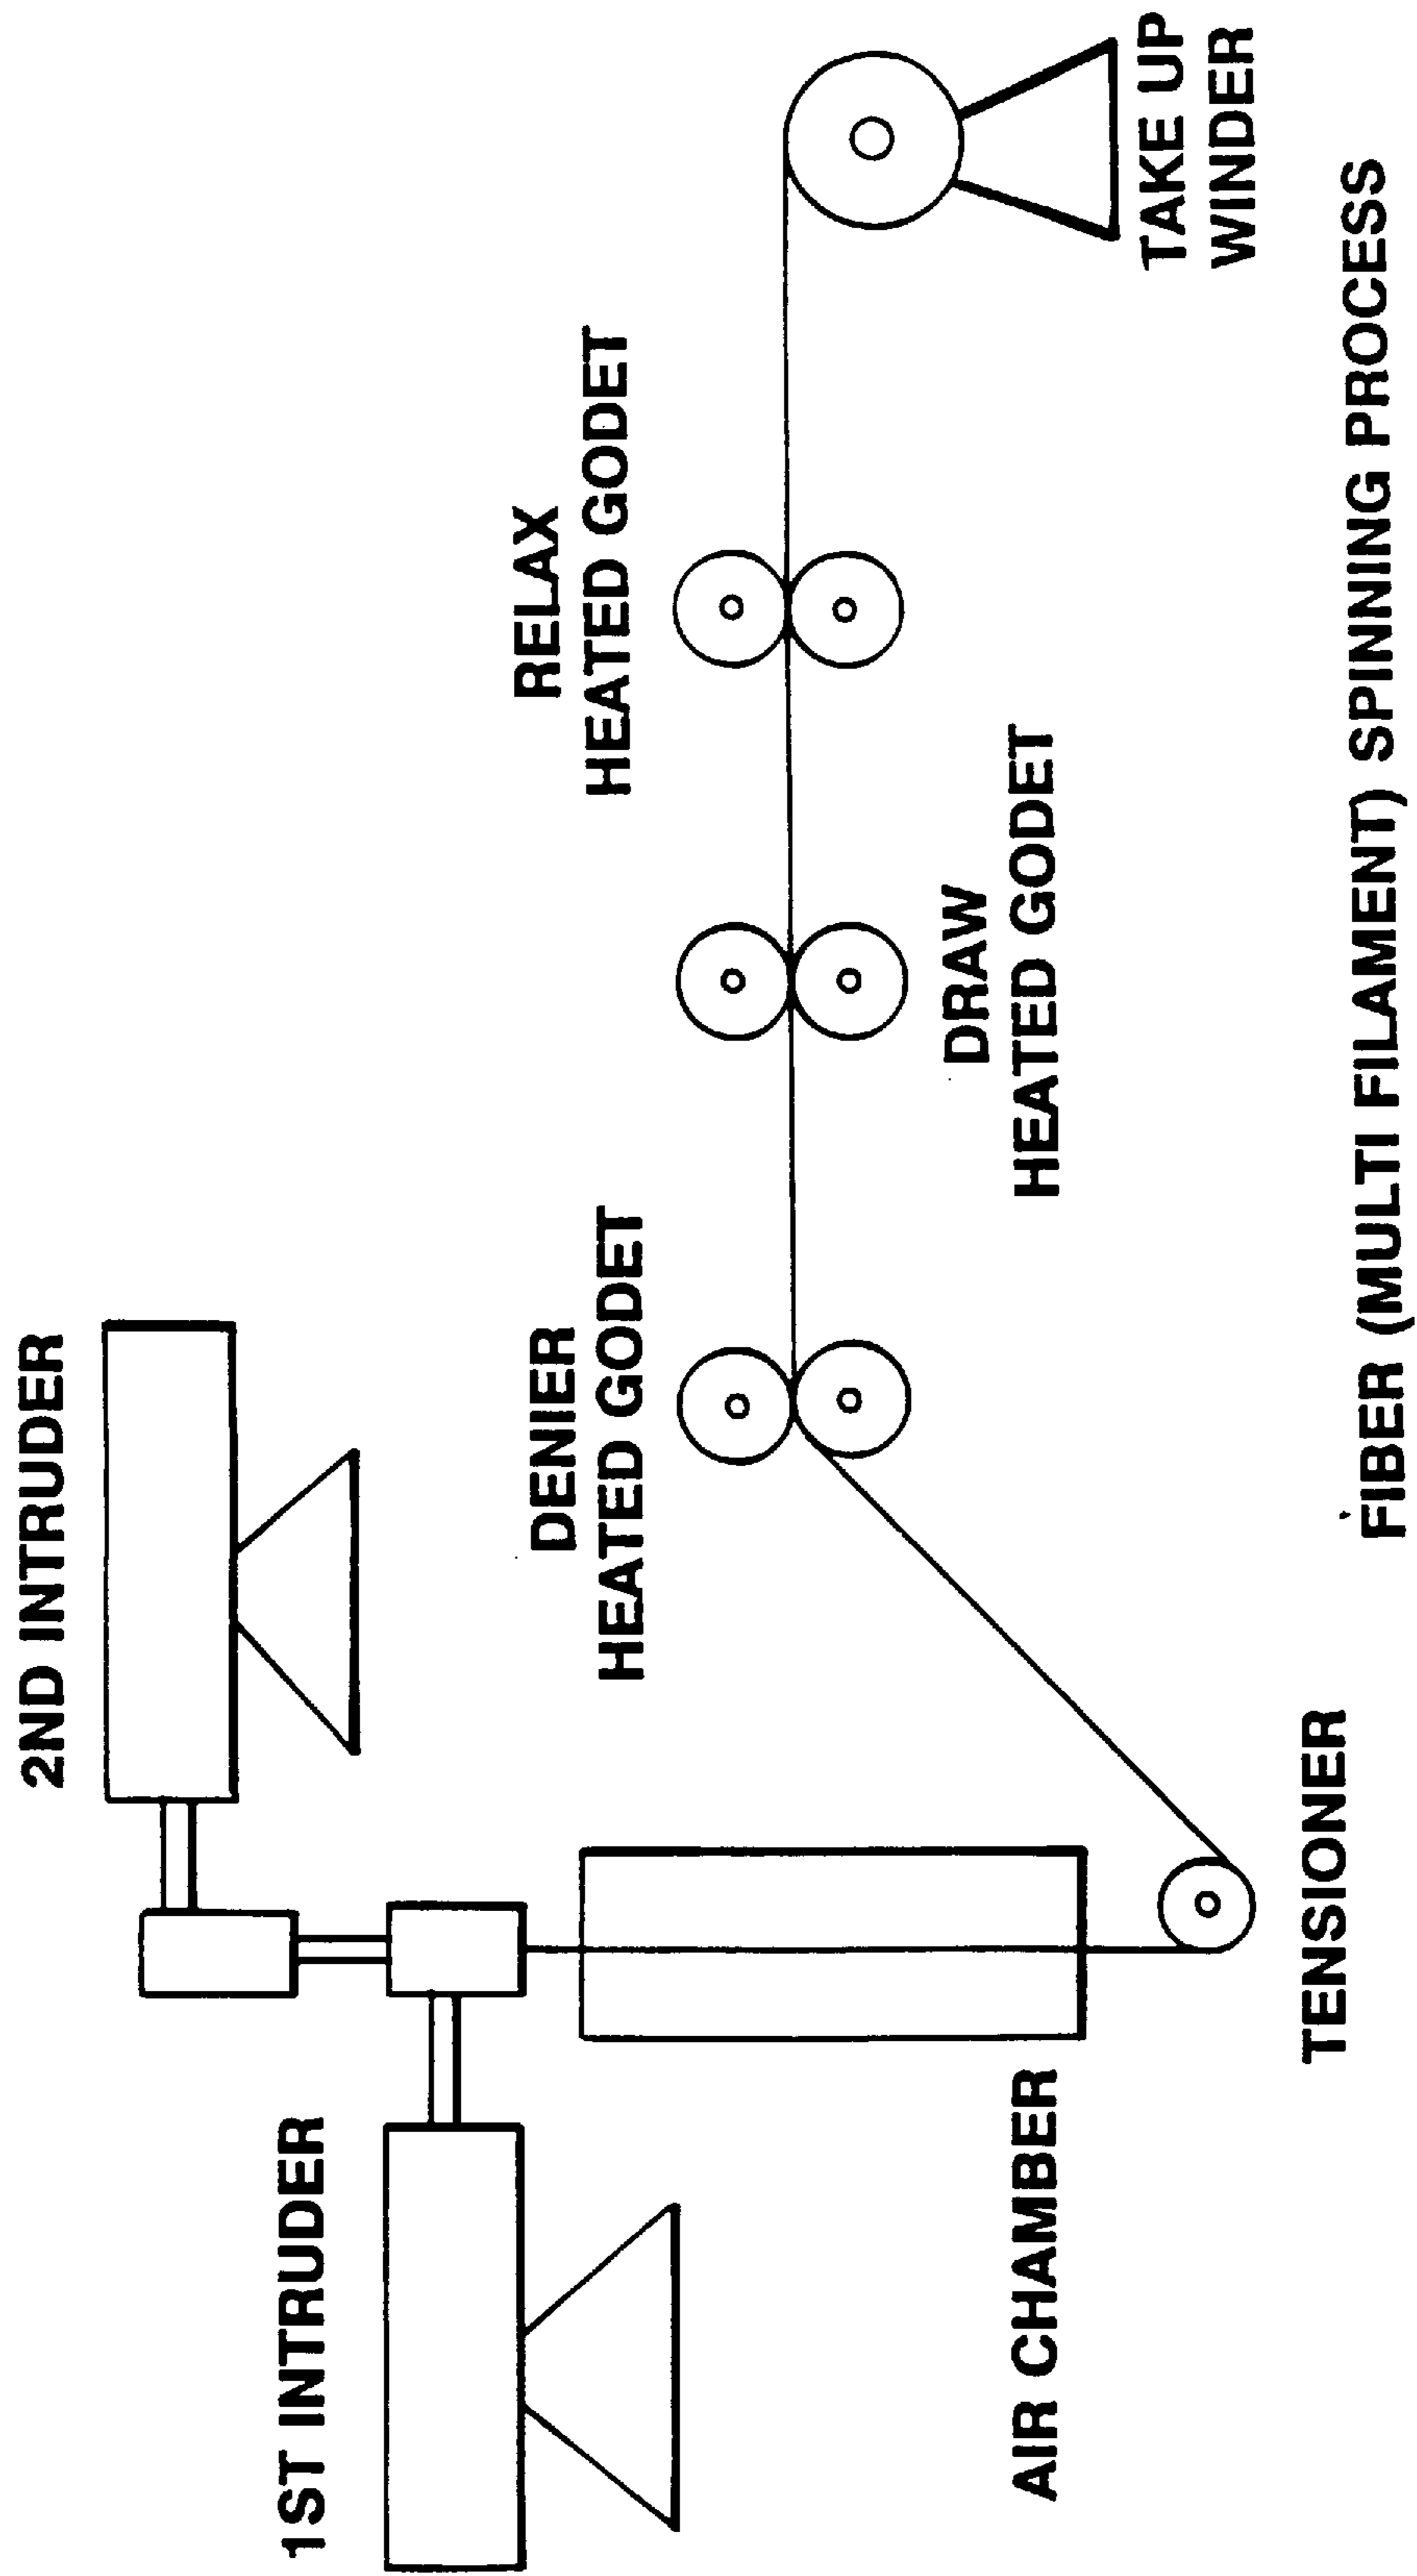 2ND INTRUDER
1ST INTRUDER
RELAX
HEATED GODET
DENIER
HEATED GODET
DRAW
HEATED GODET
AIR CHAMBER
TAKE UP
WINDER
TENSIONER
FIBER (MULTI FILAMENT) SPINNING PROCESS